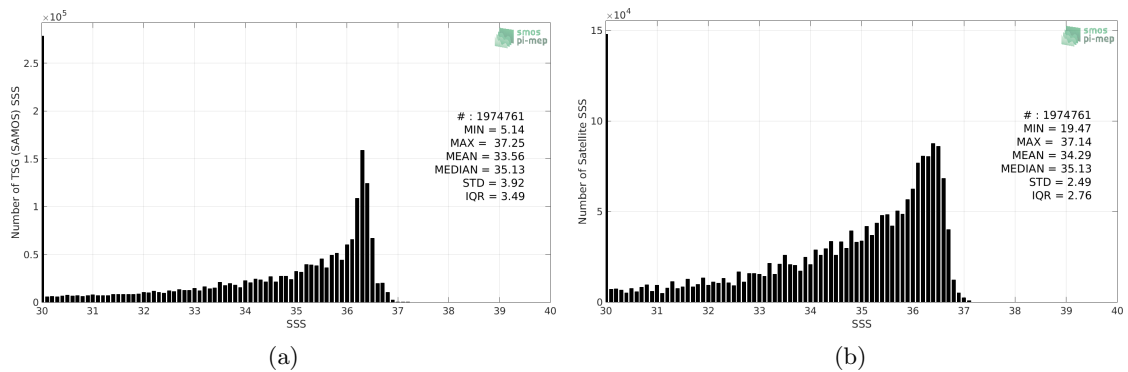 ×10⁵
smos
pi-mep
Number of TSG (SAMOS) SSS
2.5
2
1.5
1
0.5
0
# : 1974761
MIN = 5.14
MAX = 37.25
MEAN = 33.56
MEDIAN = 35.13
STD = 3.92
IQR = 3.49
30 31 32 33 34 35 36 37 38 39 40
SSS
(a)
×10⁴
smos
pi-mep
Number of Satellite SSS
15
10
5
0
# : 1974761
MIN = 19.47
MAX = 37.14
MEAN = 34.29
MEDIAN = 35.13
STD = 2.49
IQR = 2.76
30 31 32 33 34 35 36 37 38 39 40
SSS
(b)